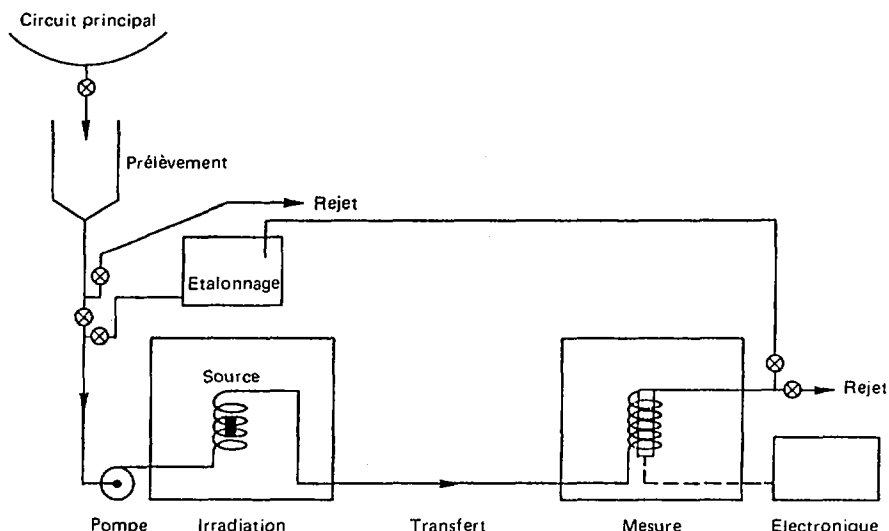 Circuit principal
Prélèvement
Rejet
Etalonnage
Source
Rejet
Pompe
Irradiation
Transfert
Mesure
Electronique